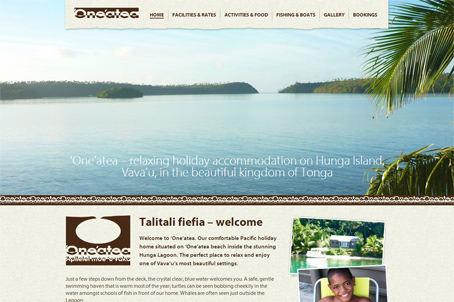 'One'atea
HOME
FACILITIES & RATES
ACTIVITIES & FOOD
FISHING & BOATS
GALLERY
BOOKINGS
'One'atea – relaxing holiday accommodation on Hunga Island,
Vava'u, in the beautiful kingdom of Tonga
'One'atea
Talitali fiefia – welcome
Welcome to 'One'atea. Our comfortable Pacific holiday
home situated on 'One'atea beach inside the stunning
Hunga Lagoon. The perfect place to relax and enjoy
one of Vava'u's most beautiful settings.
Just a few steps down from the deck, the crystal clear, blue water welcomes you. A safe, gentle
swimming haven that is warm most of the year, turtles can be seen bobbing cheekily in the
water amongst schools of fish in front of our home. Whales are often seen just outside the
Lagoon.